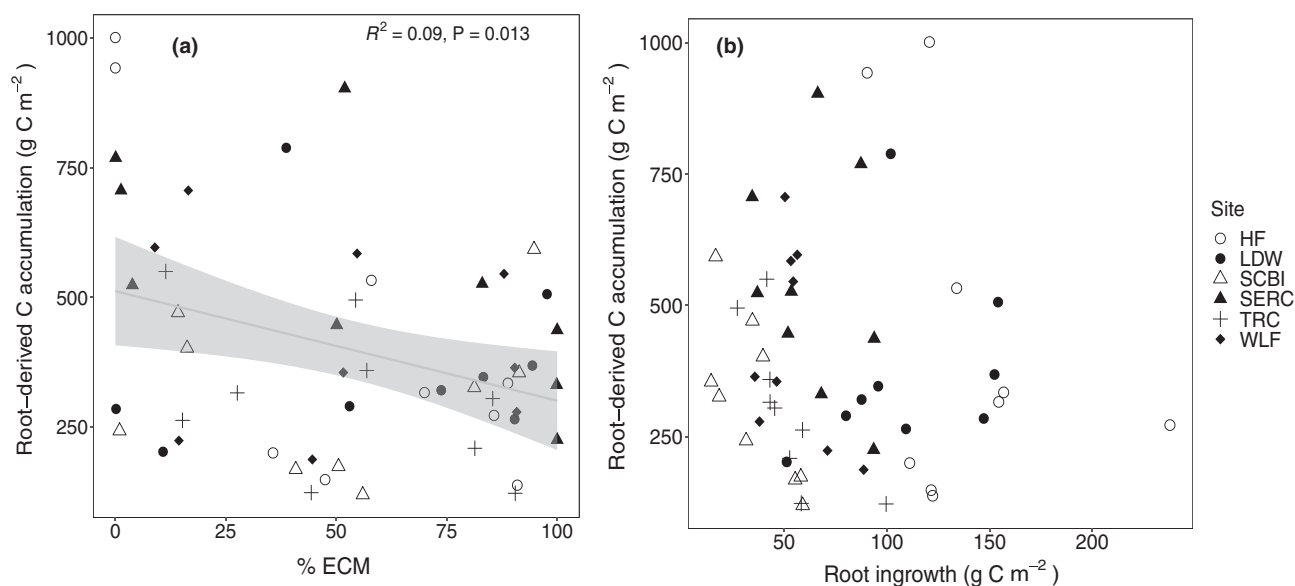 (a)
R² = 0.09, P = 0.013
Root–derived C accumulation (g C m⁻²)
1000
750
500
250
0
25
50
75
100
% ECM
(b)
Root–derived C accumulation (g C m⁻²)
1000
750
500
250
50
100
150
200
Root ingrowth (g C m⁻²)
Site
HF
LDW
SCBI
SERC
TRC
WLF